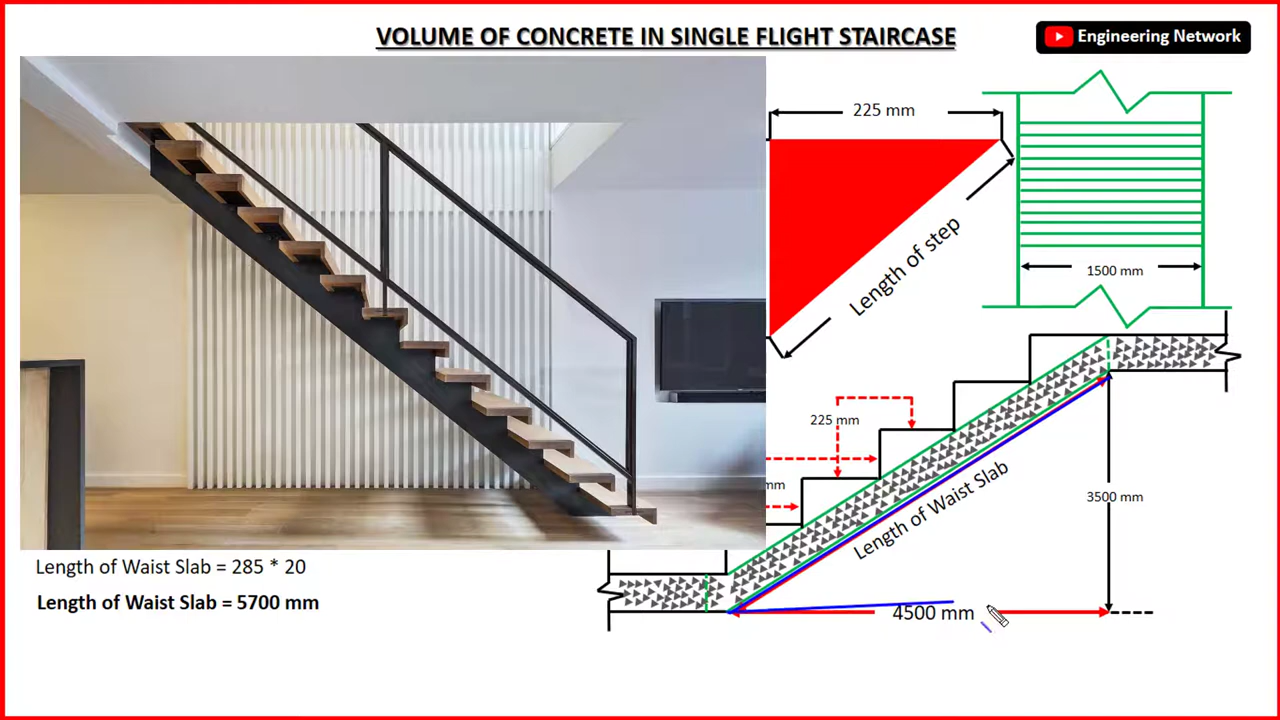 VOLUME OF CONCRETE IN SINGLE FLIGHT STAIRCASE
Engineering Network
225 mm
Length of step
1500 mm
225 mm
mm
Length of Waist Slab
3500 mm
4500 mm
Length of Waist Slab = 285 * 20
Length of Waist Slab = 5700 mm